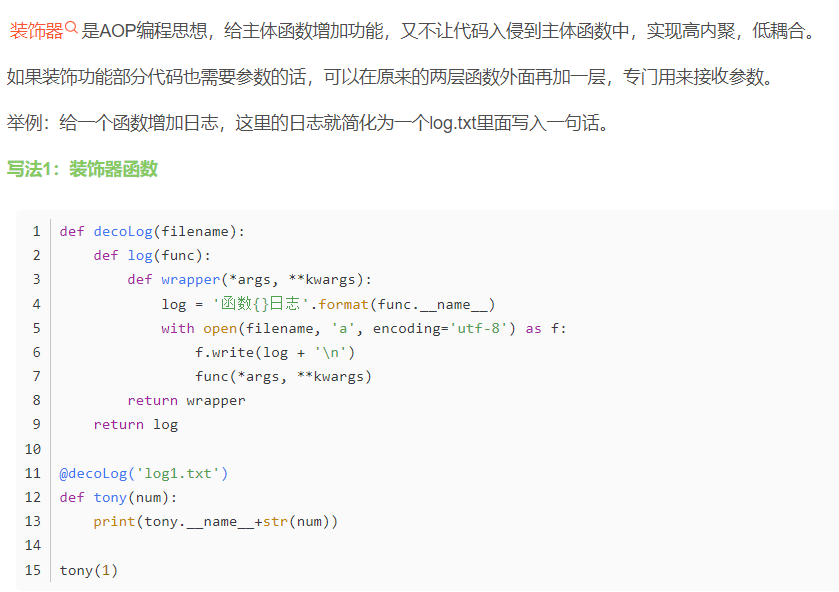 装饰器是AOP编程思想，给主体函数增加功能，又不让代码入侵到主体函数中，实现高内聚，低耦合。
如果装饰功能部分代码也需要参数的话，可以在原来的两层函数外面再加一层，专门用来接收参数。
举例：给一个函数增加日志，这里的日志就简化为一个log.txt里面写入一句话。
写法1：装饰器函数
1 def decoLog(filename):
2     def log(func):
3         def wrapper(*args, **kwargs):
4             log = '函数{}日志'.format(func.__name__)
5             with open(filename, 'a', encoding='utf-8') as f:
6                 f.write(log + '\n')
7                 func(*args, **kwargs)
8         return wrapper
9     return log
10
11 @decoLog('log1.txt')
12 def tony(num):
13     print(tony.__name__+str(num))
14
15 tony(1)